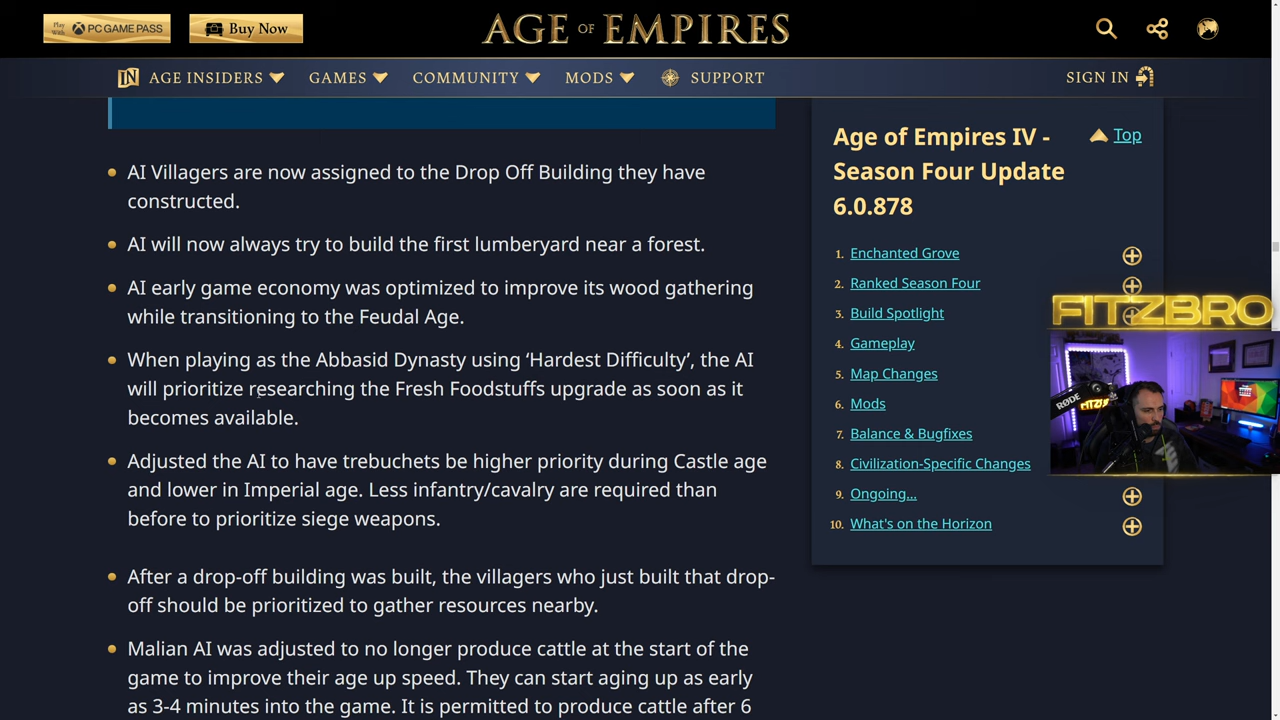 Play With
PC GAME PASS
Buy Now
AGE OF EMPIRES
IN
AGE INSIDERS
GAMES
COMMUNITY
MODS
SUPPORT
SIGN IN
AI Villagers are now assigned to the Drop Off Building they have
constructed.
AI will now always try to build the first lumberyard near a forest.
AI early game economy was optimized to improve its wood gathering
while transitioning to the Feudal Age.
When playing as the Abbasid Dynasty using ‘Hardest Difficulty’, the AI
will prioritize researching the Fresh Foodstuffs upgrade as soon as it
becomes available.
Adjusted the AI to have trebuchets be higher priority during Castle age
and lower in Imperial age. Less infantry/cavalry are required than
before to prioritize siege weapons.
After a drop-off building was built, the villagers who just built that drop-
off should be prioritized to gather resources nearby.
Malian AI was adjusted to no longer produce cattle at the start of the
game to improve their age up speed. They can start aging up as early
as 3-4 minutes into the game. It is permitted to produce cattle after 6
Age of Empires IV -
Season Four Update
6.0.878
Top
1. Enchanted Grove
2. Ranked Season Four
3. Build Spotlight
4. Gameplay
5. Map Changes
6. Mods
7. Balance & Bugfixes
8. Civilization-Specific Changes
9. Ongoing...
10. What's on the Horizon
FITZBRO
RØDE
FITZ